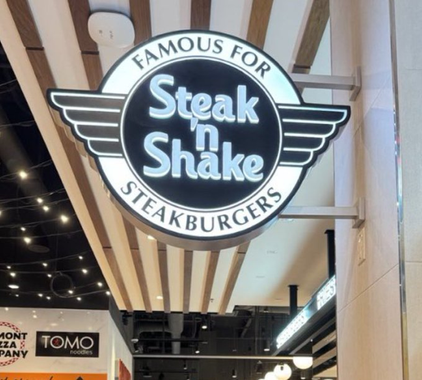 FAMOUS FOR
Steak
'n
Shake
STEAKBURGERS
TOMO
noodles